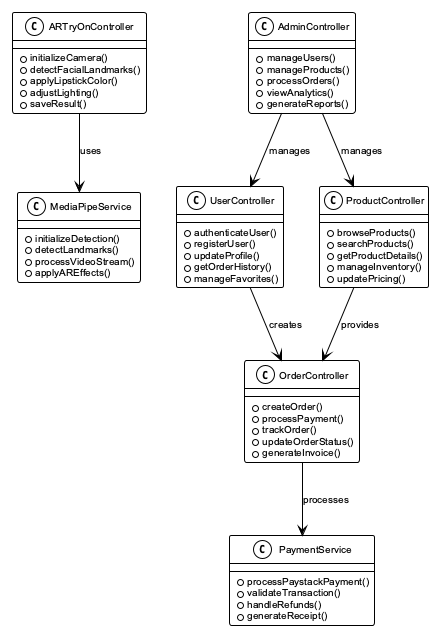 C ARTryOnController
initializeCamera()
detectFacialLandmarks()
applyLipstickColor()
adjustLighting()
saveResult()
C AdminController
manageUsers()
manageProducts()
processOrders()
viewAnalytics()
generateReports()
uses
manages
manages
C MediaPipeService
initializeDetection()
detectLandmarks()
processVideoStream()
applyAREffects()
C UserController
authenticateUser()
registerUser()
updateProfile()
getOrderHistory()
manageFavorites()
C ProductController
browseProducts()
searchProducts()
getProductDetails()
manageInventory()
updatePricing()
creates
provides
C OrderController
createOrder()
processPayment()
trackOrder()
updateOrderStatus()
generateInvoice()
processes
C PaymentService
processPaystackPayment()
validateTransaction()
handleRefunds()
generateReceipt()